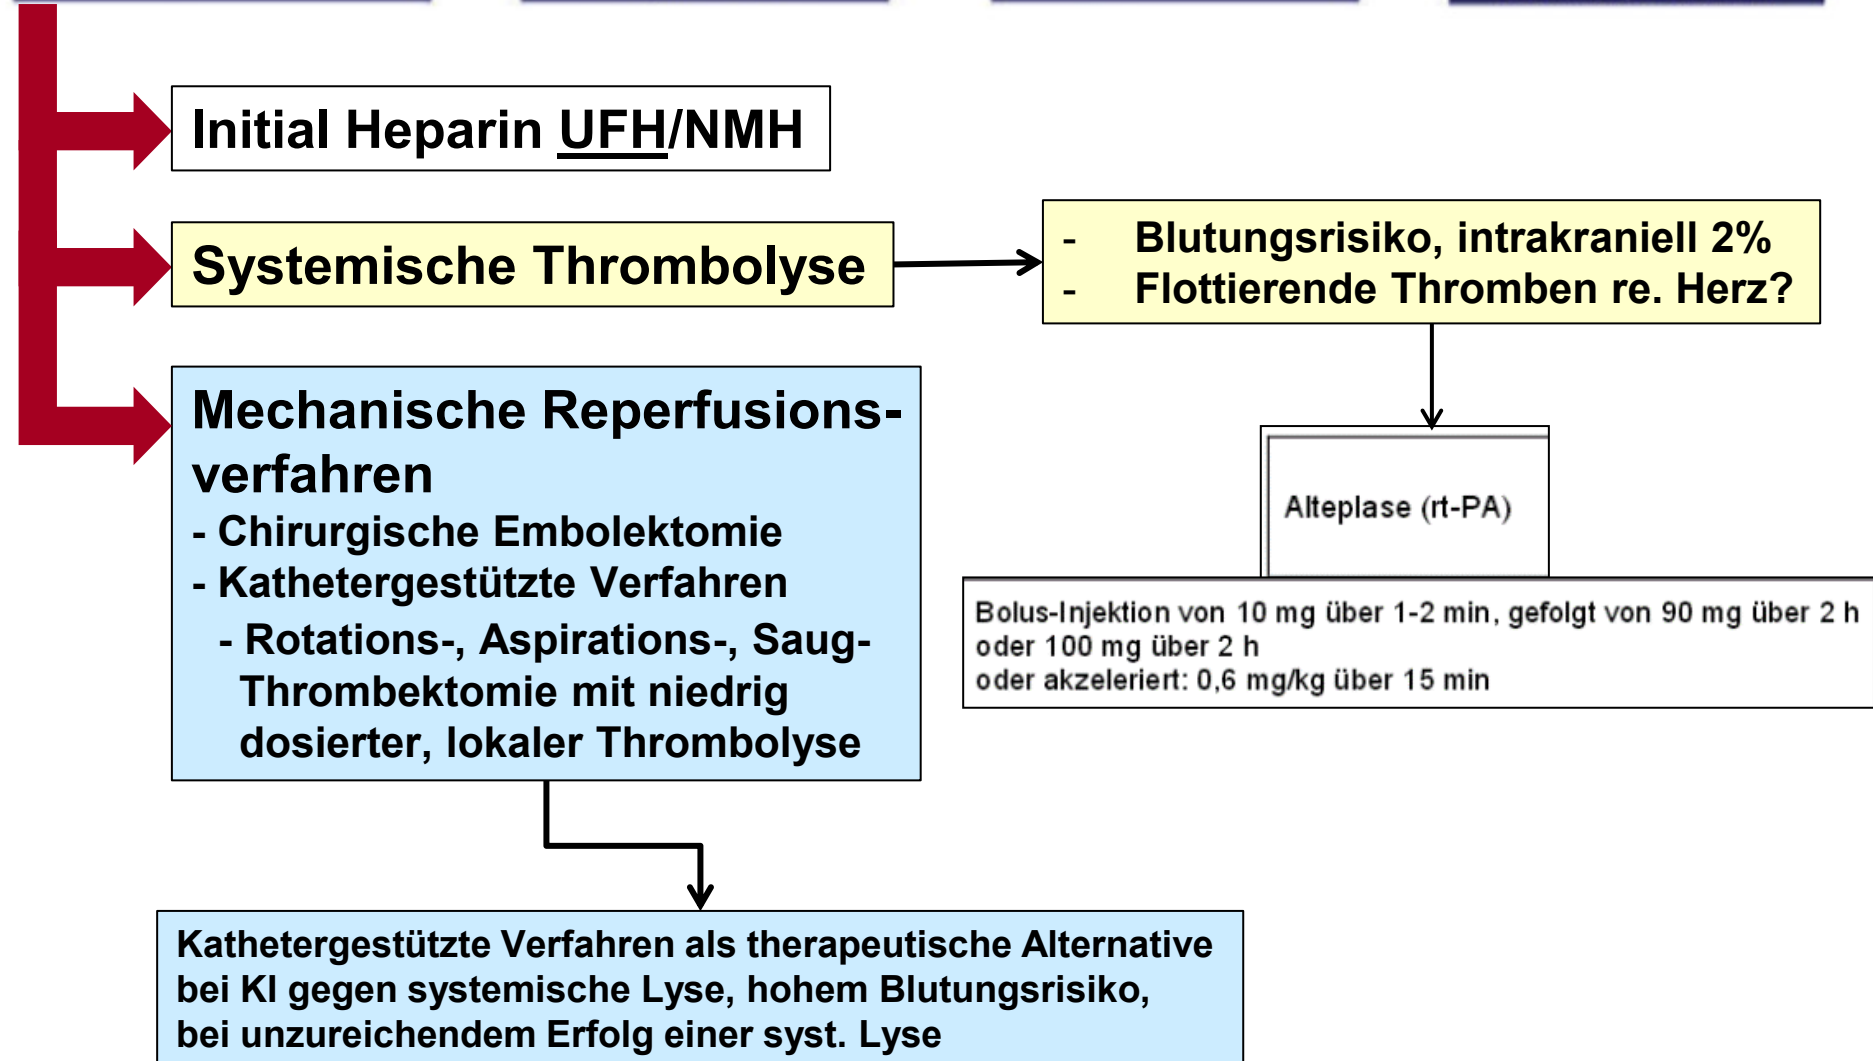 Initial Heparin UFH/NMH
Systemische Thrombolyse
- Blutungsrisiko, intrakraniell 2%
- Flottierende Thromben re. Herz?
Mechanische Reperfusions-
verfahren
- Chirurgische Embolektomie
- Kathetergestützte Verfahren
- Rotations-, Aspirations-, Saug-
Thrombektomie mit niedrig
dosierter, lokaler Thrombolyse
Alteplase (rt-PA)
Bolus-Injektion von 10 mg über 1-2 min, gefolgt von 90 mg über 2 h
oder 100 mg über 2 h
oder akzeleriert: 0,6 mg/kg über 15 min
Kathetergestützte Verfahren als therapeutische Alternative
bei KI gegen systemische Lyse, hohem Blutungsrisiko,
bei unzureichendem Erfolg einer syst. Lyse